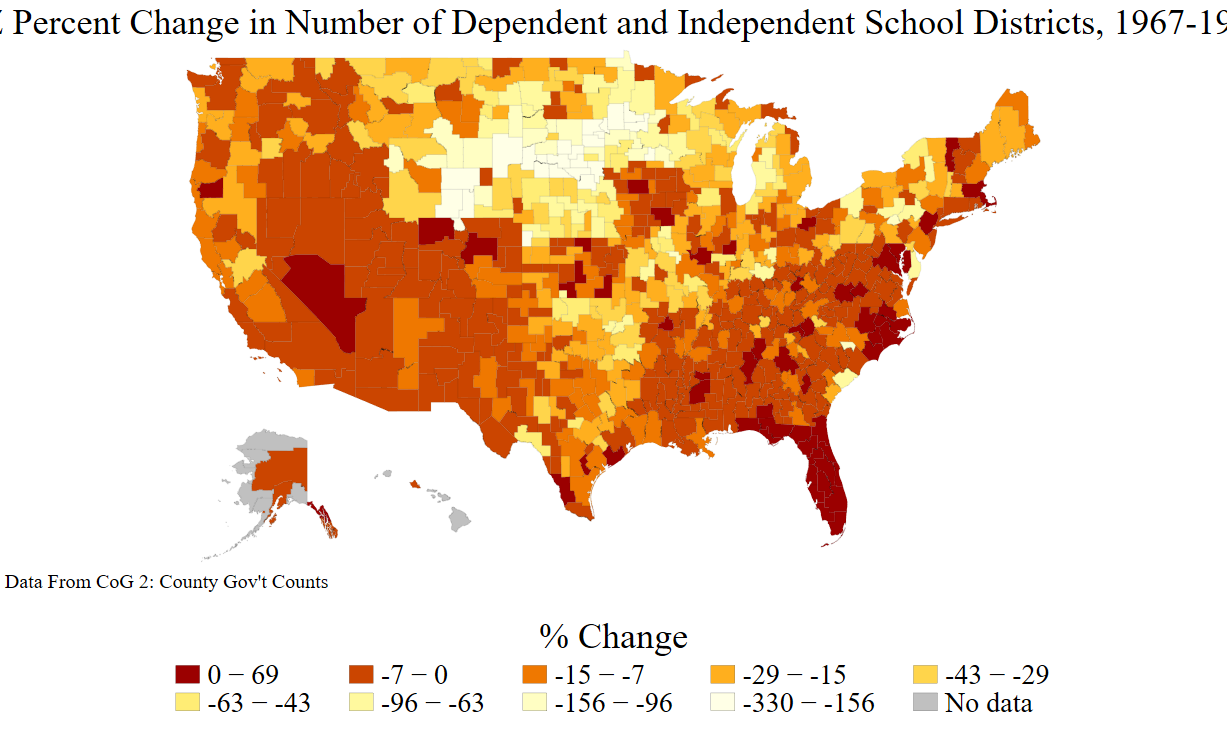 Percent Change in Number of Dependent and Independent School Districts, 1967-19
Data From CoG 2: County Gov't Counts
% Change
0 − 69 -7 − 0 -15 − -7 -29 − -15 -43 − -29
-63 − -43 -96 − -63 -156 − -96 -330 − -156 No data